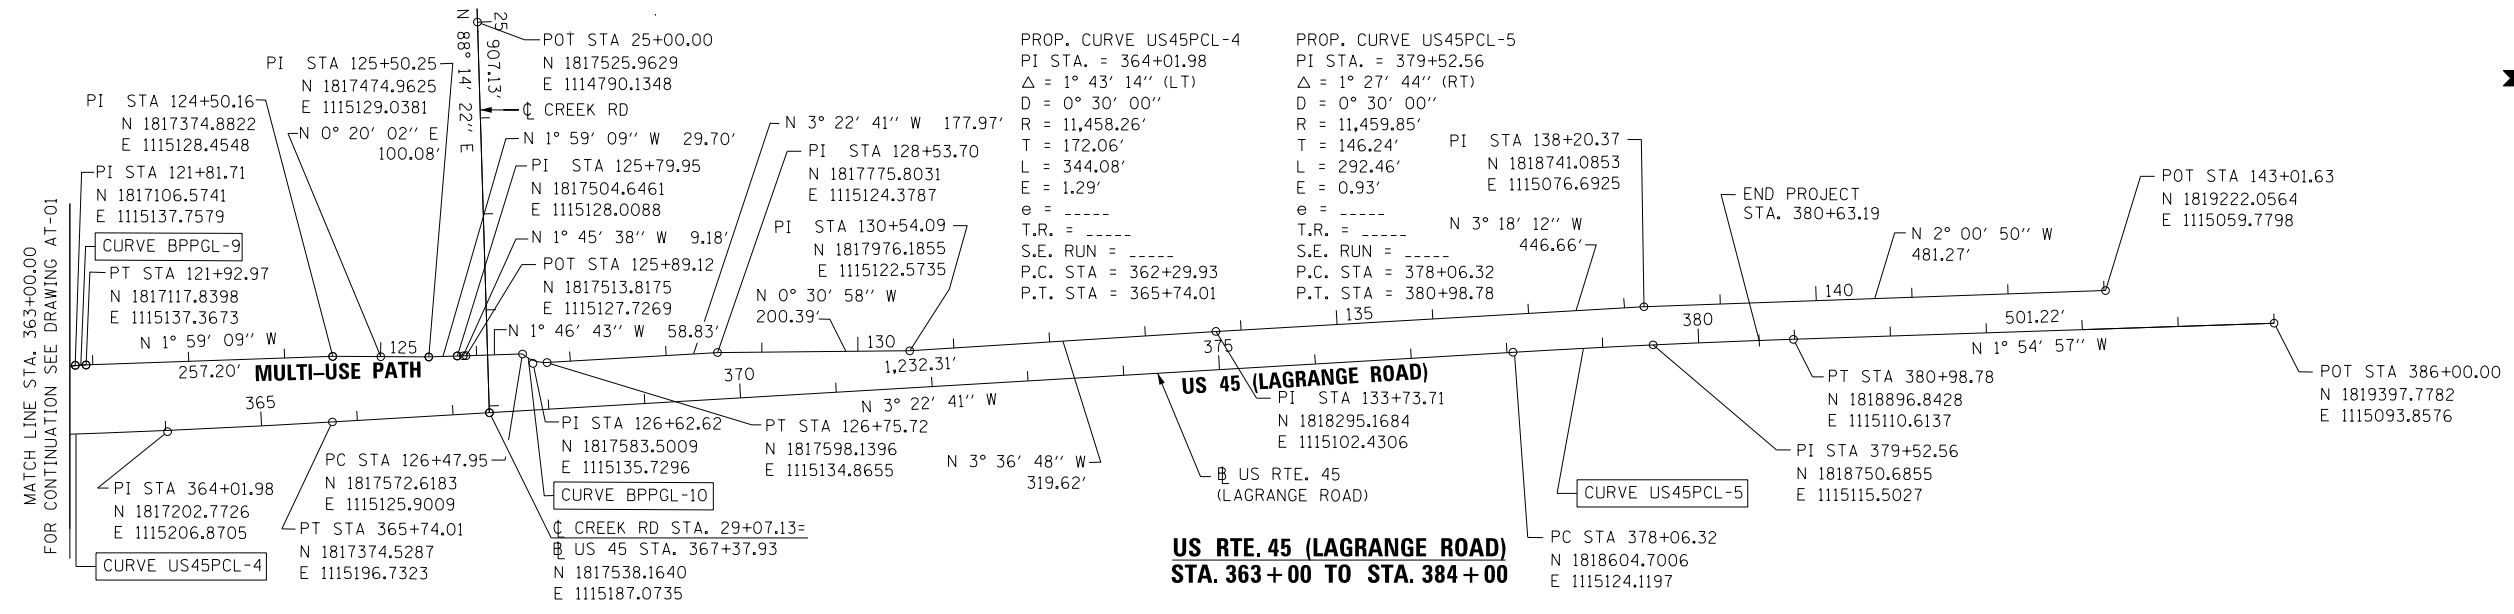 MATCH LINE STA. 363+00.00
FOR CONTINUATION SEE DRAWING AT-01
PI STA 121+81.71
N 1817106.5741
E 1115137.7579
CURVE BPPGL-9
PT STA 121+92.97
N 1817117.8398
E 1115137.3673
N 1° 59' 09'' W
257.20'
MULTI-USE PATH
PI STA 124+50.16
N 1817374.8822
E 1115128.4548
PI STA 125+50.25
N 1817474.9625
E 1115129.0381
N 0° 20' 02'' E
100.08'
125
N 88° 14' 22'' E
25
907.13'
POT STA 25+00.00
N 1817525.9629
E 1114790.1348
℄ CREEK RD
N 1° 59' 09'' W 29.70'
PI STA 125+79.95
N 1817504.6461
E 1115128.0088
N 1° 45' 38'' W 9.18'
POT STA 125+89.12
N 1817513.8175
E 1115127.7269
N 1° 46' 43'' W 58.83'
N 3° 22' 41'' W 177.97'
PI STA 128+53.70
N 1817775.8031
E 1115124.3787
PI STA 130+54.09
N 1817976.1855
E 1115122.5735
N 0° 30' 58'' W
200.39'
130
PROP. CURVE US45PCL-4
PI STA. = 364+01.98
Δ = 1° 43' 14'' (LT)
D = 0° 30' 00''
R = 11,458.26'
T = 172.06'
L = 344.08'
E = 1.29'
e = _____
T.R. = _____
S.E. RUN = _____
P.C. STA = 362+29.93
P.T. STA = 365+74.01
PROP. CURVE US45PCL-5
PI STA. = 379+52.56
Δ = 1° 27' 44'' (RT)
D = 0° 30' 00''
R = 11,459.85'
T = 146.24'
L = 292.46'
E = 0.93'
e = _____
T.R. = _____
S.E. RUN = _____
P.C. STA = 378+06.32
P.T. STA = 380+98.78
PI STA 138+20.37
N 1818741.0853
E 1115076.6925
N 3° 18' 12'' W
446.66'
135
END PROJECT
STA. 380+63.19
N 2° 00' 50'' W
481.27'
140
POT STA 143+01.63
N 1819222.0564
E 1115059.7798
365
370
1,232.31'
N 3° 22' 41'' W
375
US 45 (LAGRANGE ROAD)
380
501.22'
N 1° 54' 57'' W
PI STA 364+01.98
N 1817202.7726
E 1115206.8705
CURVE US45PCL-4
PT STA 365+74.01
N 1817374.5287
E 1115196.7323
PC STA 126+47.95
N 1817572.6183
E 1115125.9009
PI STA 126+62.62
N 1817583.5009
E 1115135.7296
CURVE BPPGL-10
PT STA 126+75.72
N 1817598.1396
E 1115134.8655
℄ CREEK RD STA. 29+07.13=
B US 45 STA. 367+37.93
N 1817538.1640
E 1115187.0735
N 3° 36' 48'' W
319.62'
PI STA 133+73.71
N 1818295.1684
E 1115102.4306
B US RTE. 45
(LAGRANGE ROAD)
PC STA 378+06.32
N 1818604.7006
E 1115124.1197
CURVE US45PCL-5
PI STA 379+52.56
N 1818750.6855
E 1115115.5027
PT STA 380+98.78
N 1818896.8428
E 1115110.6137
POT STA 386+00.00
N 1819397.7782
E 1115093.8576
US RTE. 45 (LAGRANGE ROAD)
STA. 363+00 TO STA. 384+00